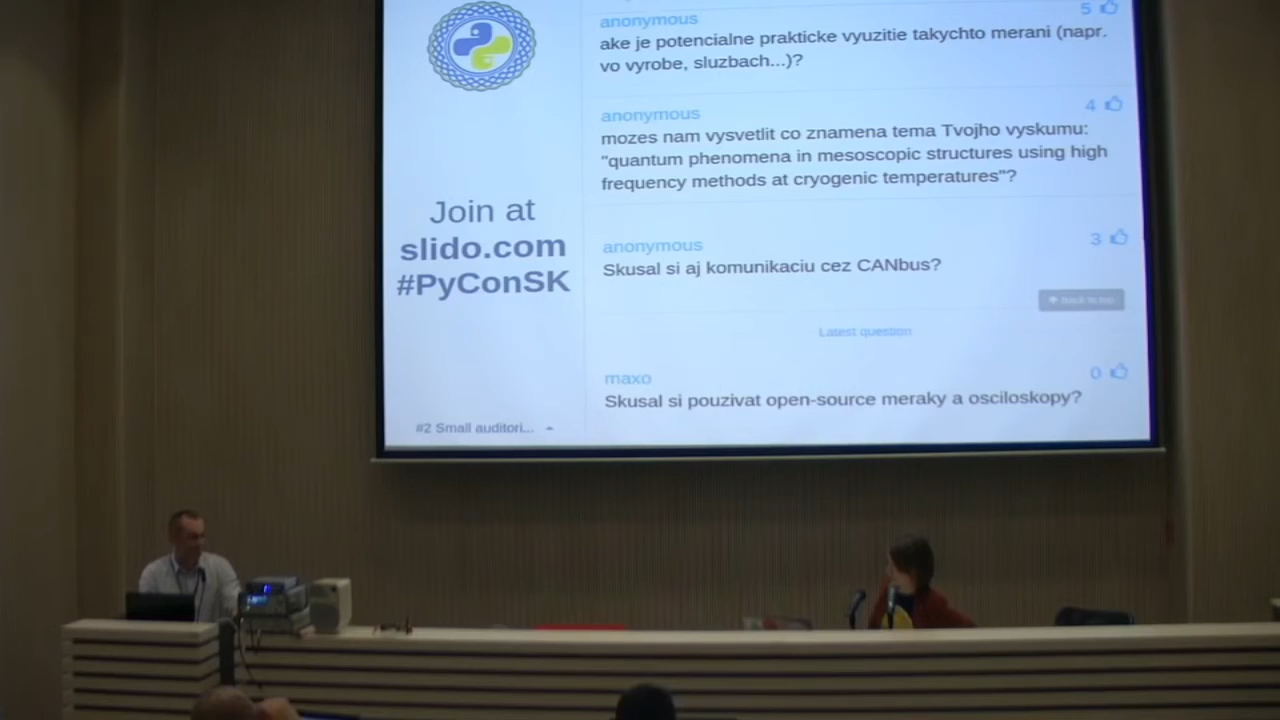 anonymous
5
ake je potencialne prakticke vyuzitie takychto merani (napr.
vo vyrobe, sluzbach...)?
anonymous
4
mozes nam vysvetlit co znamena tema Tvojho vyskumu:
"quantum phenomena in mesoscopic structures using high
frequency methods at cryogenic temperatures"?
Join at
slido.com
#PyConSK
anonymous
3
Skusal si aj komunikaciu cez CANbus?
Back to top
Latest question
maxo
0
Skusal si pouzivat open-source meraky a osciloskopy?
#2 Small auditori...